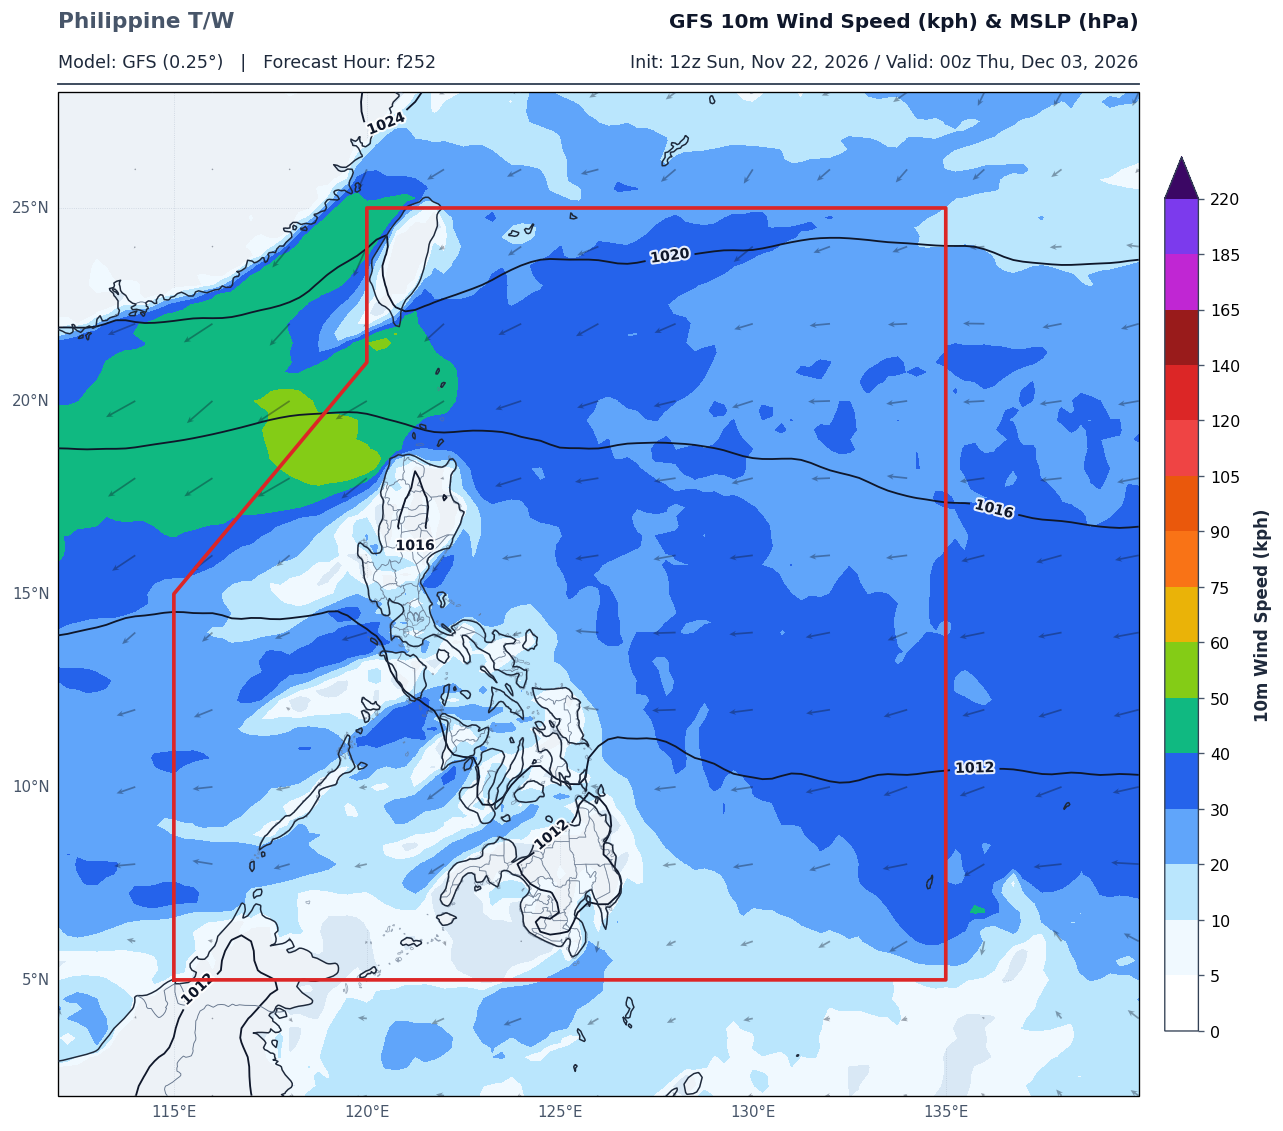 Philippine T/W
GFS 10m Wind Speed (kph) & MSLP (hPa)
Model: GFS (0.25°) | Forecast Hour: f252
Init: 12z Sun, Nov 22, 2026 / Valid: 00z Thu, Dec 03, 2026
1024
1020
1016
1016
1012
1012
1012
25°N
20°N
15°N
10°N
5°N
115°E
120°E
125°E
130°E
135°E
220
185
165
140
120
105
90
75
60
50
40
30
20
10
5
0
10m Wind Speed (kph)